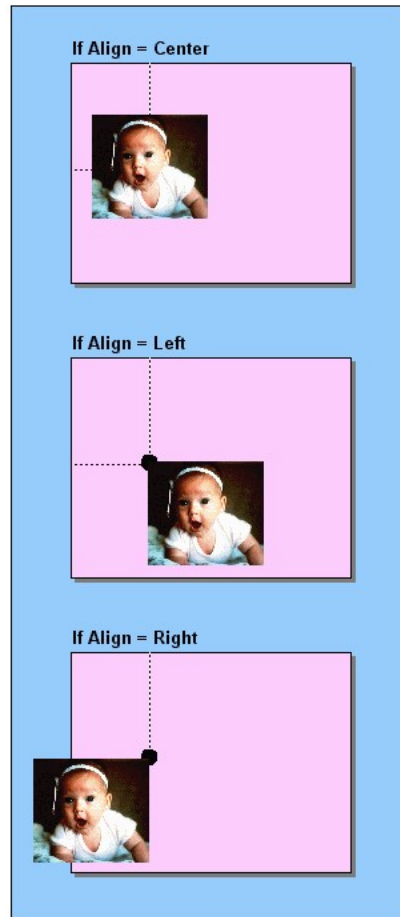 If Align = Center
If Align = Left
If Align = Right